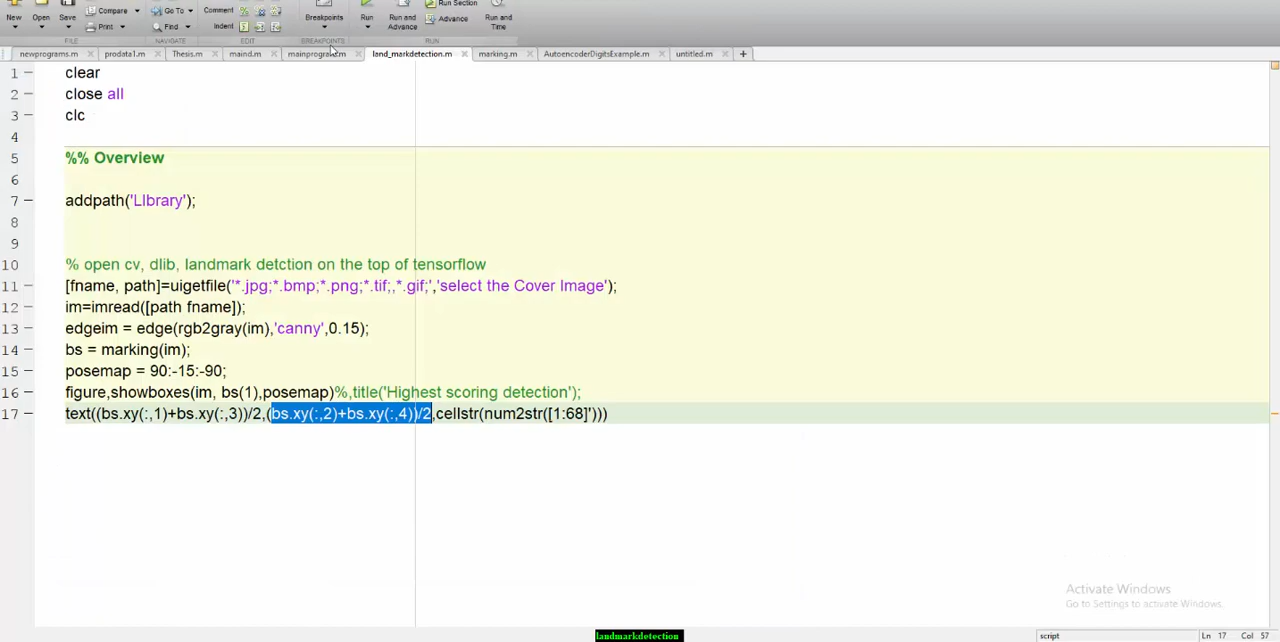 New Open Save Compare Print Go To Find Comment Indent Breakpoints Run Run and Advance Run Section Advance Run and Time
FILE NAVIGATE EDIT BREAKPOINTS RUN
newprograms.m prodata1.m Thesis.m maind.m mainprogram.m land_markdetection.m marking.m AutoencoderDigitsExample.m untitled.m
1 clear
2 close all
3 clc
4
5 %% Overview
6
7 addpath('LIbrary');
8
9
10 % open cv, dlib, landmark detction on the top of tensorflow
11 [fname, path]=uigetfile('*.jpg;*.bmp;*.png;*.tif;,*.gif;','select the Cover Image');
12 im=imread([path fname]);
13 edgeim = edge(rgb2gray(im),'canny',0.15);
14 bs = marking(im);
15 posemap = 90:-15:-90;
16 figure,showboxes(im, bs(1),posemap)%,title('Highest scoring detection');
17 text((bs.xy(:,1)+bs.xy(:,3))/2,(bs.xy(:,2)+bs.xy(:,4))/2,cellstr(num2str([1:68]')))
Activate Windows
Go to Settings to activate Windows.
landmarkdetection
script Ln 17 Col 57